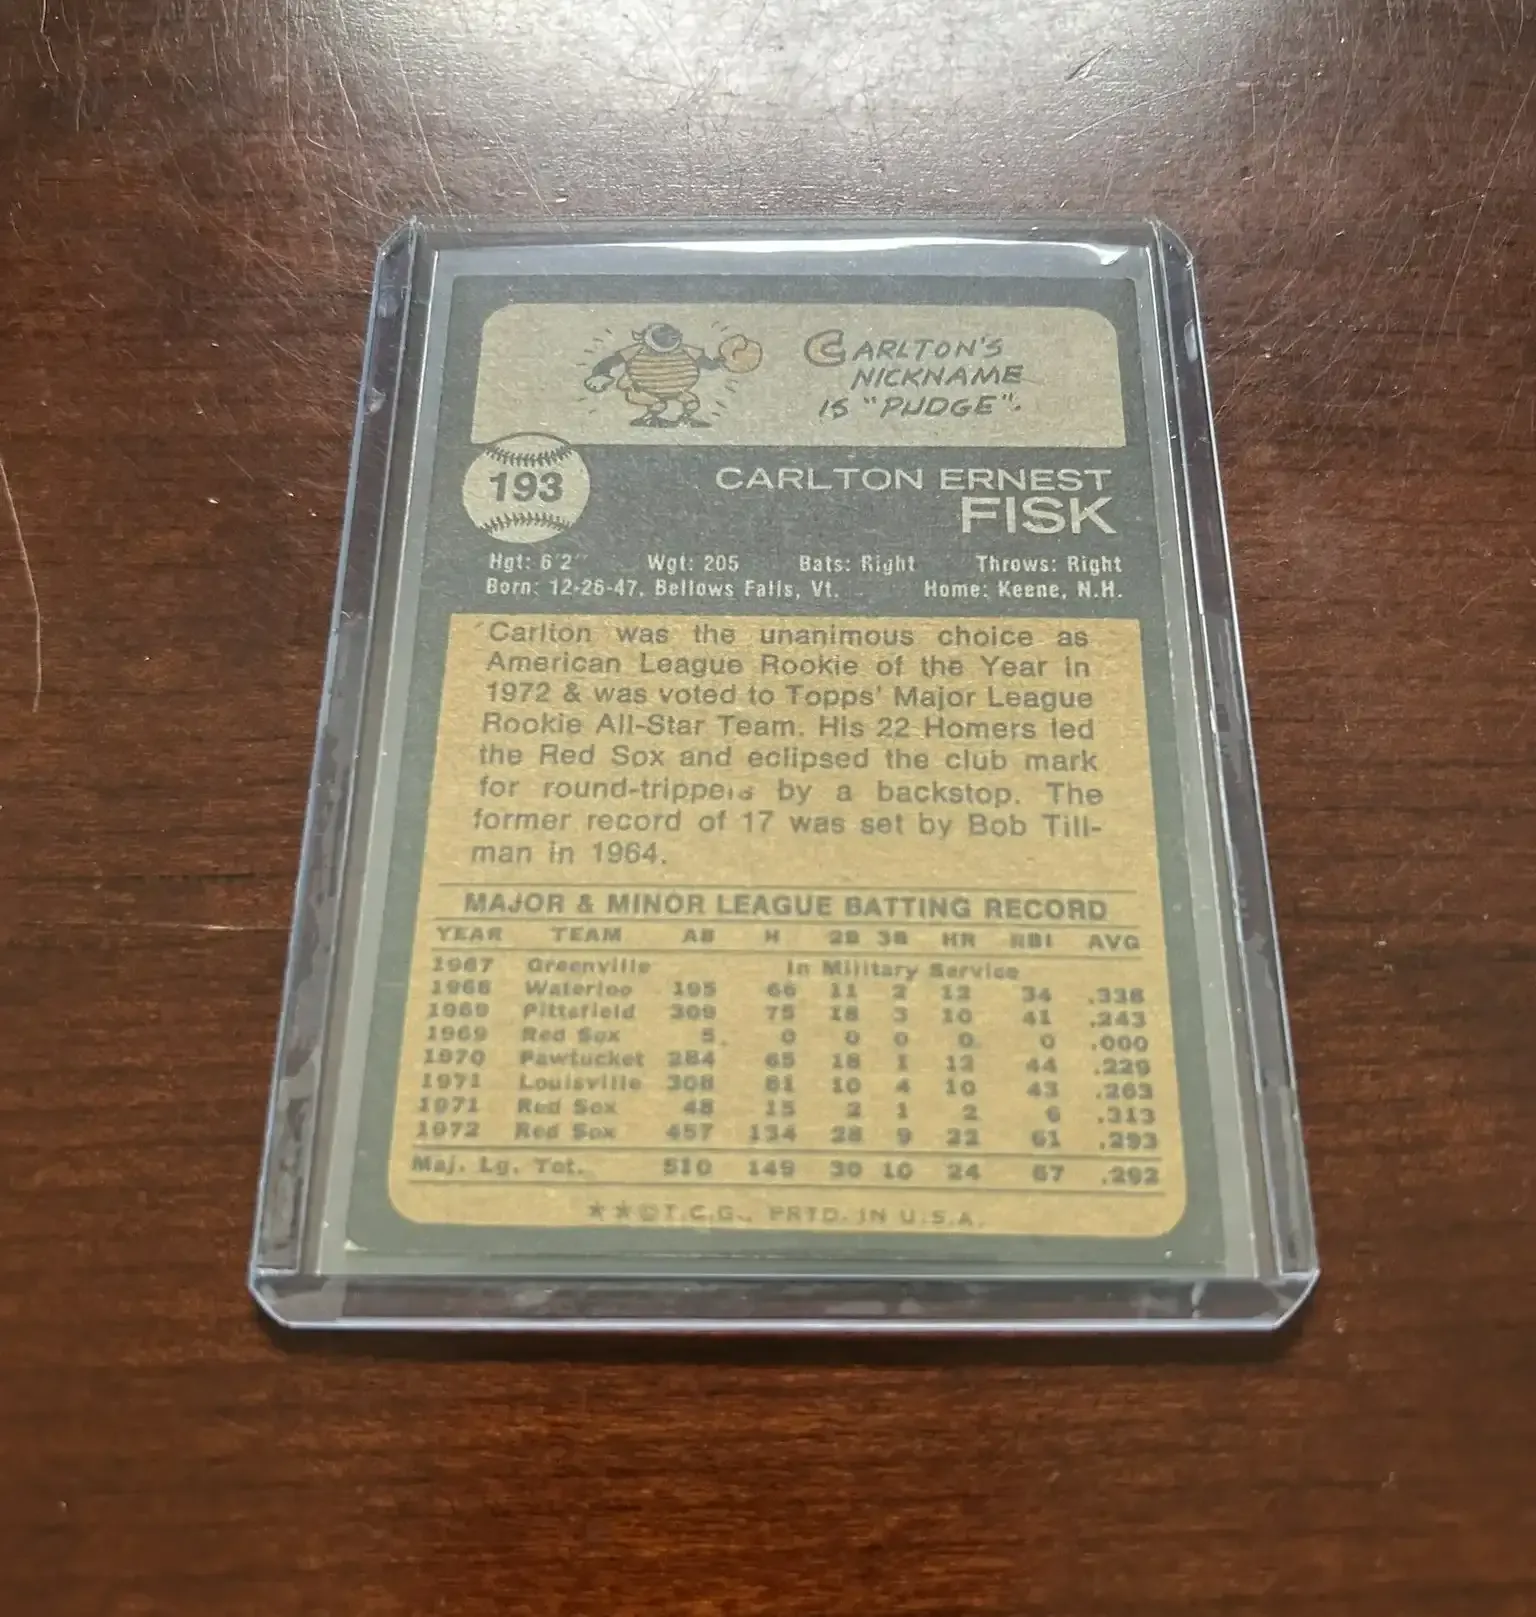 CARLTON'S
NICKNAME
IS "PUDGE".
193
CARLTON ERNEST
FISK
Hgt: 6'2" Wgt: 205 Bats: Right Throws: Right
Born: 12-26-47, Bellows Falls, Vt. Home: Keene, N.H.
Carlton was the unanimous choice as
American League Rookie of the Year in
1972 & was voted to Topps' Major League
Rookie All-Star Team. His 22 Homers led
the Red Sox and eclipsed the club mark
for round-trippers by a backstop. The
former record of 17 was set by Bob Till-
man in 1964.
MAJOR & MINOR LEAGUE BATTING RECORD
YEAR TEAM AB H 2B 3B HR RBI AVG
1967 Greenville In Military Service
1968 Waterloo 195 66 11 2 12 34 .338
1969 Pittsfield 309 75 18 3 10 41 .243
1969 Red Sox 5 0 0 0 0 0 .000
1970 Pawtucket 284 65 18 1 12 44 .229
1971 Louisville 308 81 10 4 10 43 .263
1971 Red Sox 48 15 2 1 2 6 .313
1972 Red Sox 457 134 28 9 22 61 .293
Maj. Lg. Tot. 510 149 30 10 24 67 .292
★★©T.C.G. PRTD. IN U.S.A.